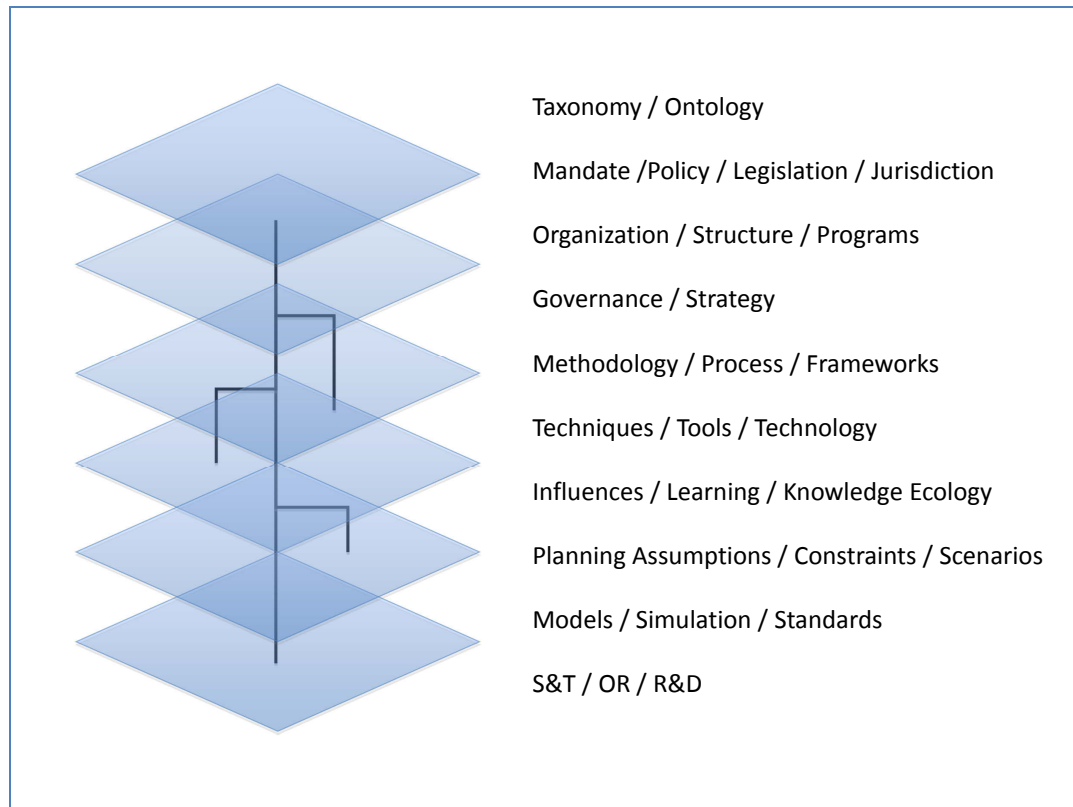 Taxonomy / Ontology
Mandate /Policy / Legislation / Jurisdiction
Organization / Structure / Programs
Governance / Strategy
Methodology / Process / Frameworks
Techniques / Tools / Technology
Influences / Learning / Knowledge Ecology
Planning Assumptions / Constraints / Scenarios
Models / Simulation / Standards
S&T / OR / R&D